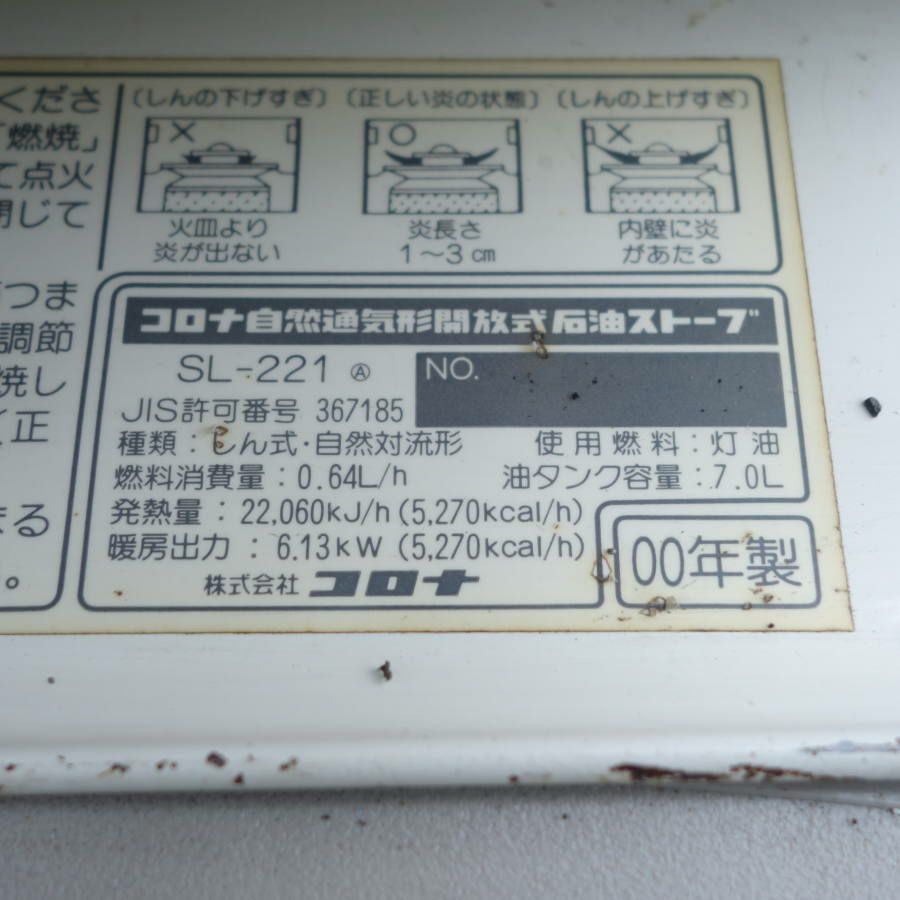 くださ
「燃焼」
て点火
閉じて
つま
調節
焼し
く正
まる
。
(しんの下げすぎ) (正しい炎の状態) (しんの上げすぎ)
× ○ ×
火皿より 炎長さ 内壁に炎
炎が出ない 1～3cm があたる
コロナ自然通気形開放式石油ストーブ
SL-221 Ⓐ NO.
JIS許可番号 367185
種類：しん式・自然対流形 使用燃料：灯油
燃料消費量：0.64L/h 油タンク容量：7.0L
発熱量：22,060kJ/h (5,270kcal/h)
暖房出力：6.13kW (5,270kcal/h)
株式会社 コロナ
00年製